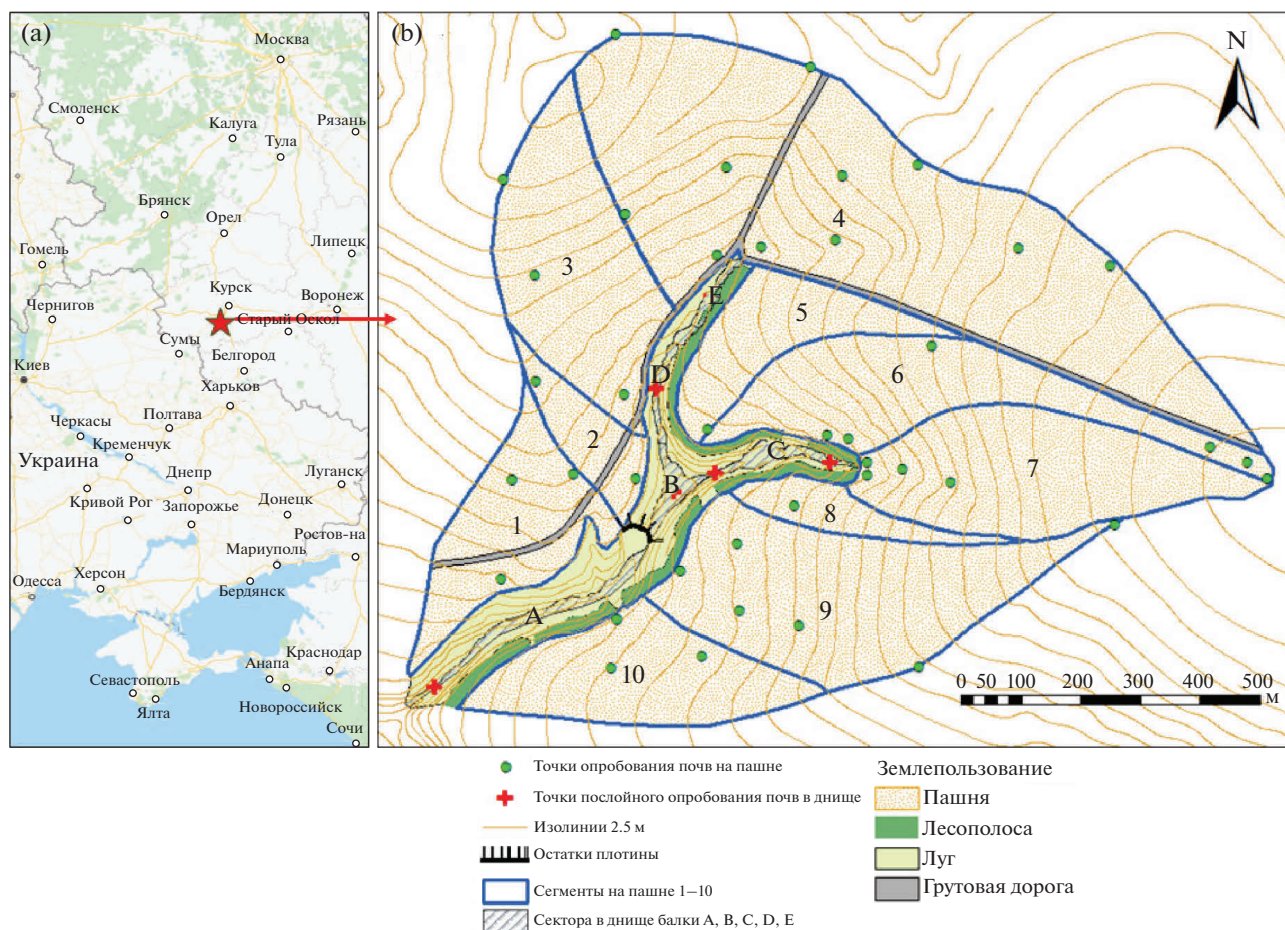 (a)
Москва
Смоленск
Калуга
Рязань
Тула
Брянск
Орел
Липецк
Гомель
Курск
Воронеж
Чернигов
Старый Оскол
Сумы
Белгород
Киев
Харьков
Черкасы
Полтава
Кременчук
Украина
Днепр
Луганск
Кривой Рог
Запорожье
Донецк
Ростов-на
Мариуполь
Одесса
Херсон
Бердянск
Краснодар
Анапа
Севастополь
Новороссийск
Ялта
Сочи
(b)
N
4
3
E
5
D
6
2
C
7
B
8
1
A
9
10
0 50 100 200 300 400 500
м
Точки опробования почв на пашне
Точки послойного опробования почв в днище
Изолинии 2.5 м
Остатки плотины
Сегменты на пашне 1–10
Сектора в днище балки A, B, C, D, E
Землепользование
Пашня
Лесополоса
Луг
Грутовая дорога